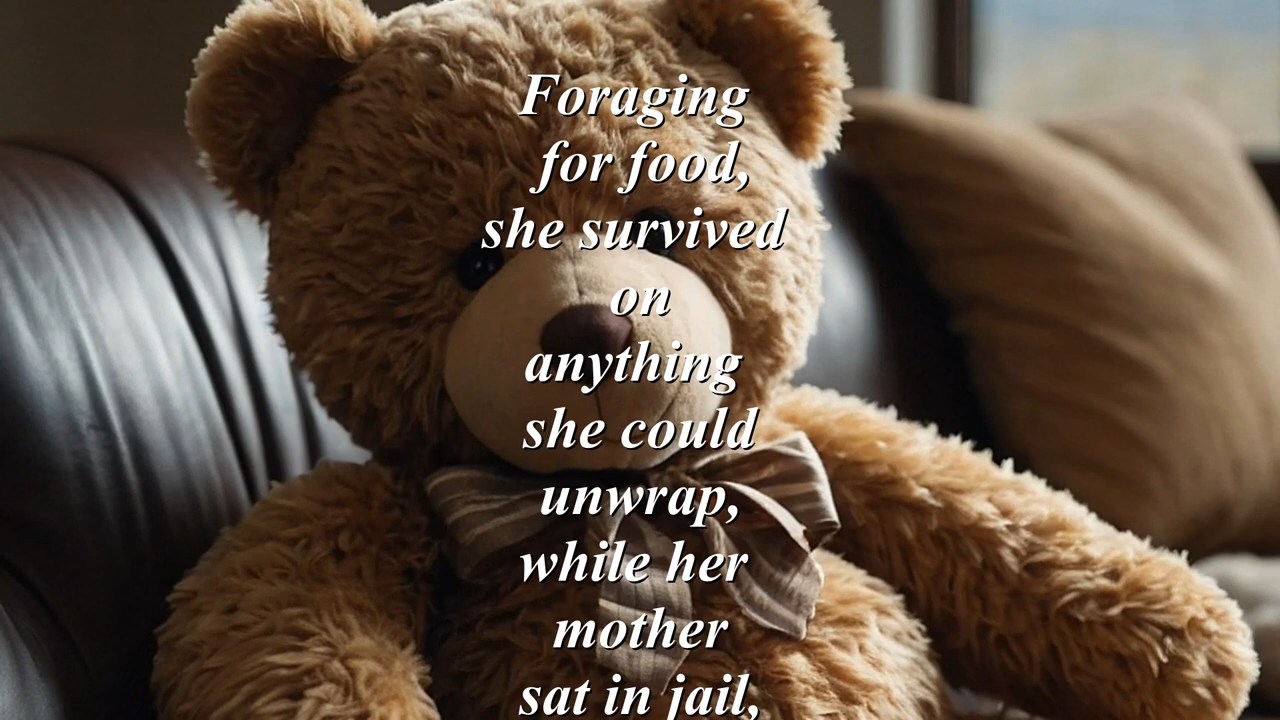 Foraging
for food,
she survived
on
anything
she could
unwrap,
while her
mother
sat in jail,